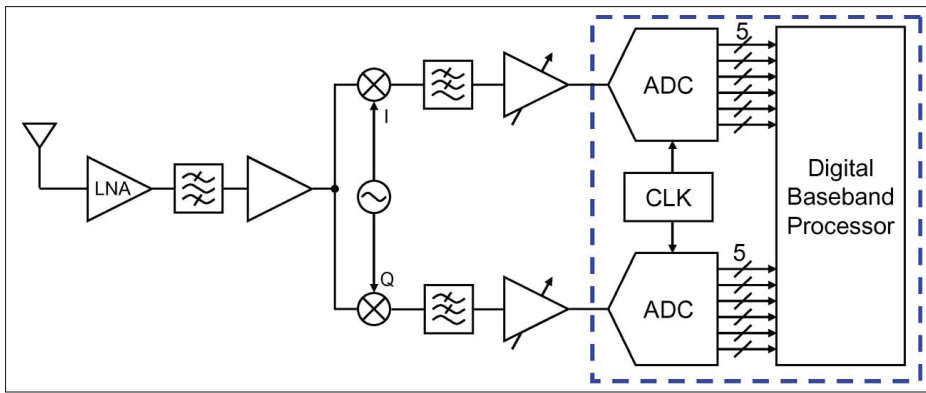 5
ADC
I
LNA
CLK
Digital
Baseband
Processor
Q
5
ADC